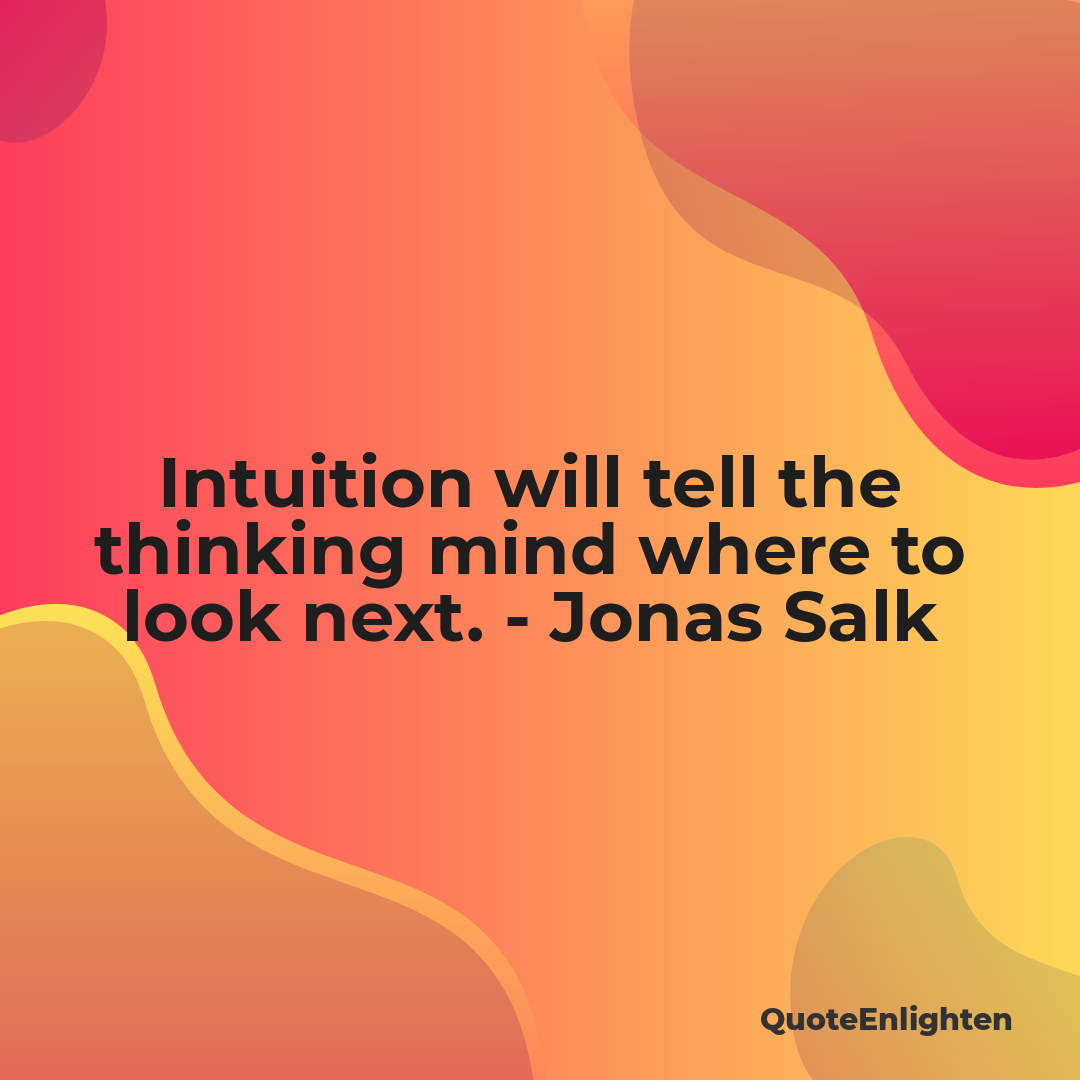 Intuition will tell the
thinking mind where to
look next. - Jonas Salk
QuoteEnlighten